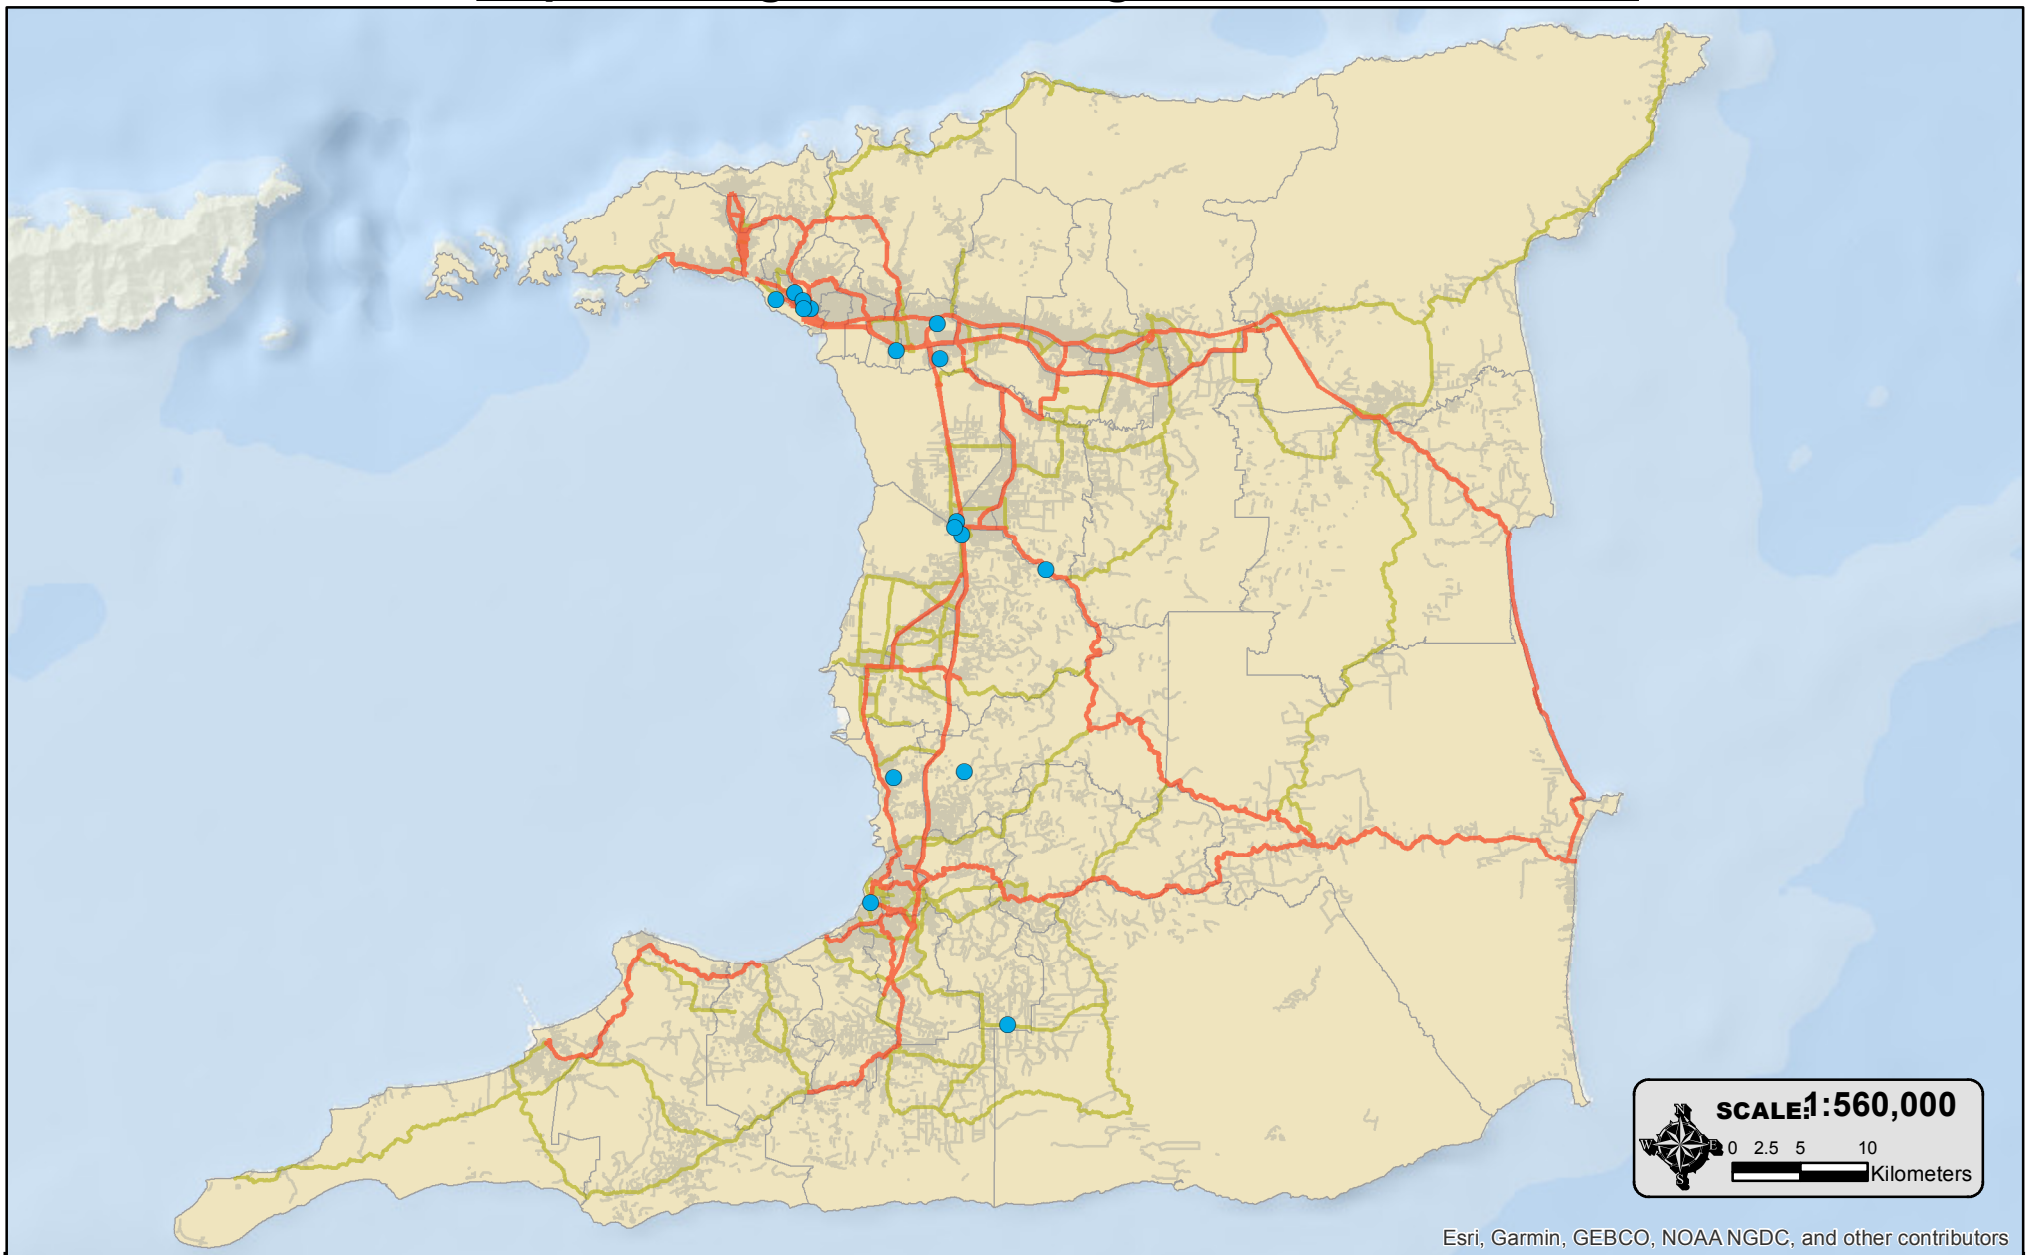 N
W E
S
SCALE: 1:560,000
0 2.5 5 10
Kilometers
Esri, Garmin, GEBCO, NOAA NGDC, and other contributors